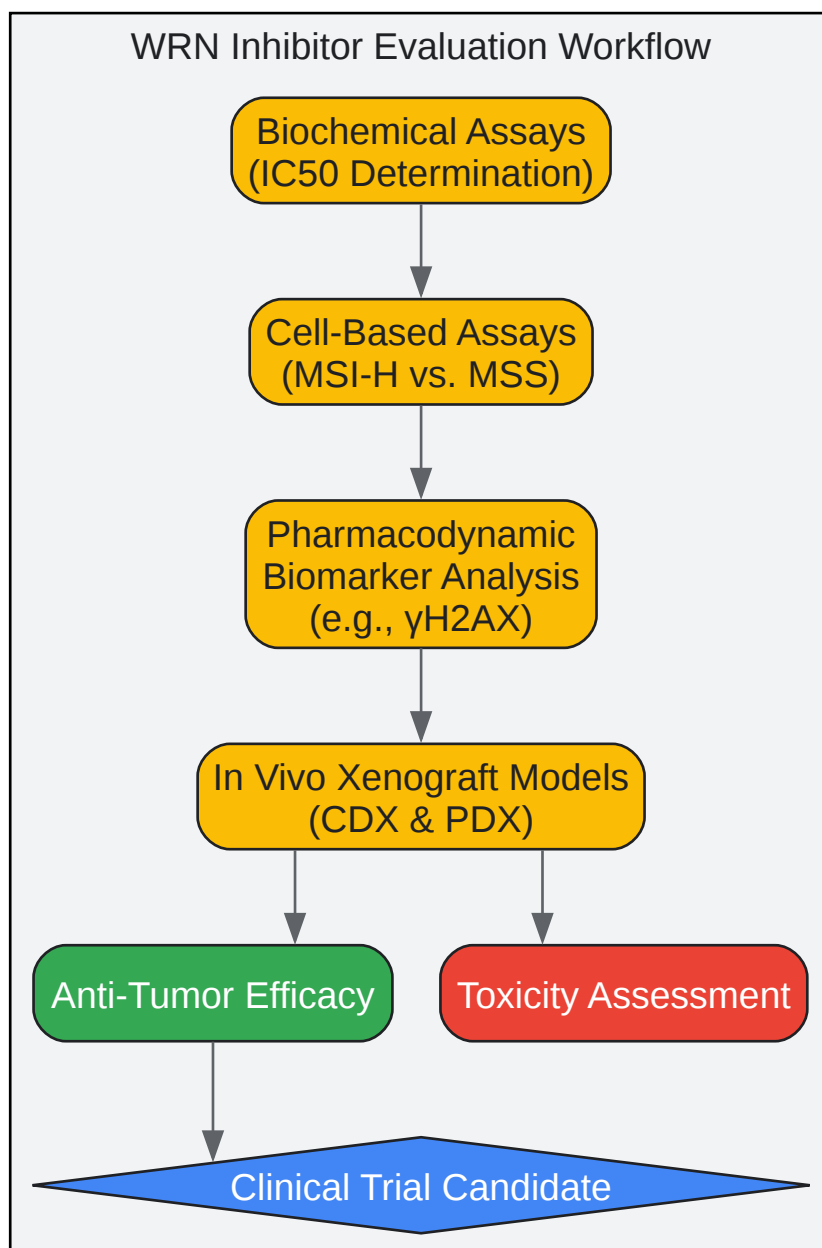 WRN Inhibitor Evaluation Workflow
Biochemical Assays
(IC50 Determination)
Cell-Based Assays
(MSI-H vs. MSS)
Pharmacodynamic
Biomarker Analysis
(e.g., γH2AX)
In Vivo Xenograft Models
(CDX & PDX)
Anti-Tumor Efficacy
Toxicity Assessment
Clinical Trial Candidate